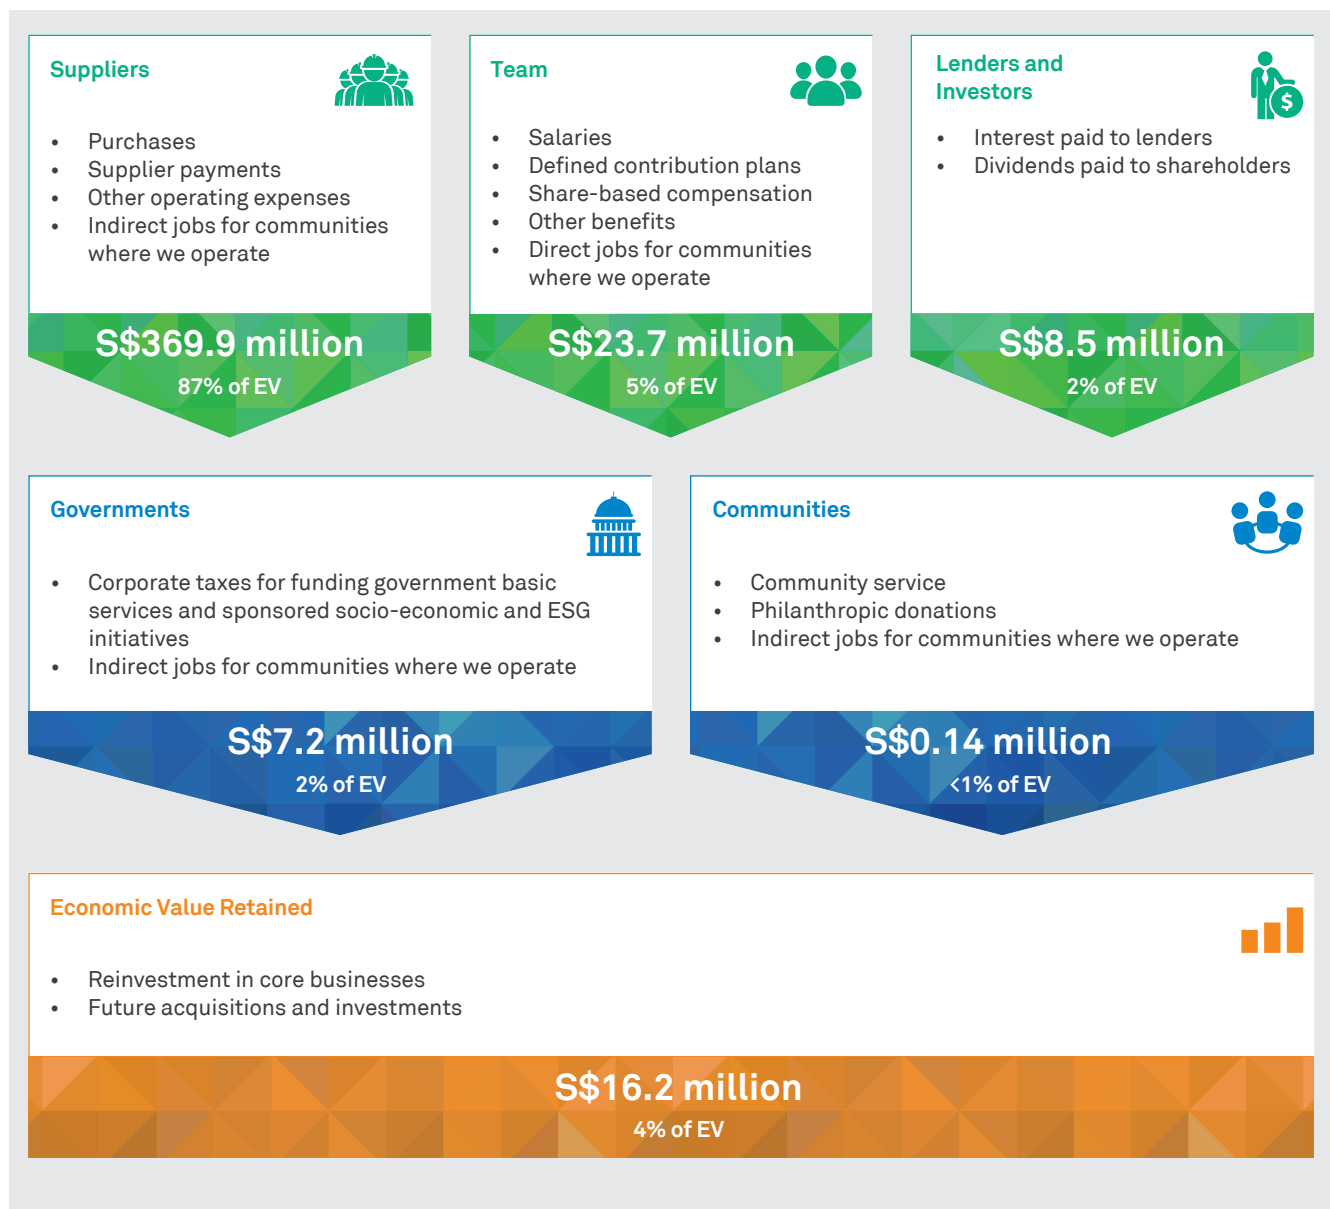 Suppliers
• Purchases
• Supplier payments
• Other operating expenses
• Indirect jobs for communities
where we operate
S$369.9 million
87% of EV
Team
• Salaries
• Defined contribution plans
• Share-based compensation
• Other benefits
• Direct jobs for communities
where we operate
S$23.7 million
5% of EV
Lenders and
Investors
$
• Interest paid to lenders
• Dividends paid to shareholders
S$8.5 million
2% of EV
Governments
• Corporate taxes for funding government basic
services and sponsored socio-economic and ESG
initiatives
• Indirect jobs for communities where we operate
S$7.2 million
2% of EV
Communities
• Community service
• Philanthropic donations
• Indirect jobs for communities where we operate
S$0.14 million
<1% of EV
Economic Value Retained
• Reinvestment in core businesses
• Future acquisitions and investments
S$16.2 million
4% of EV